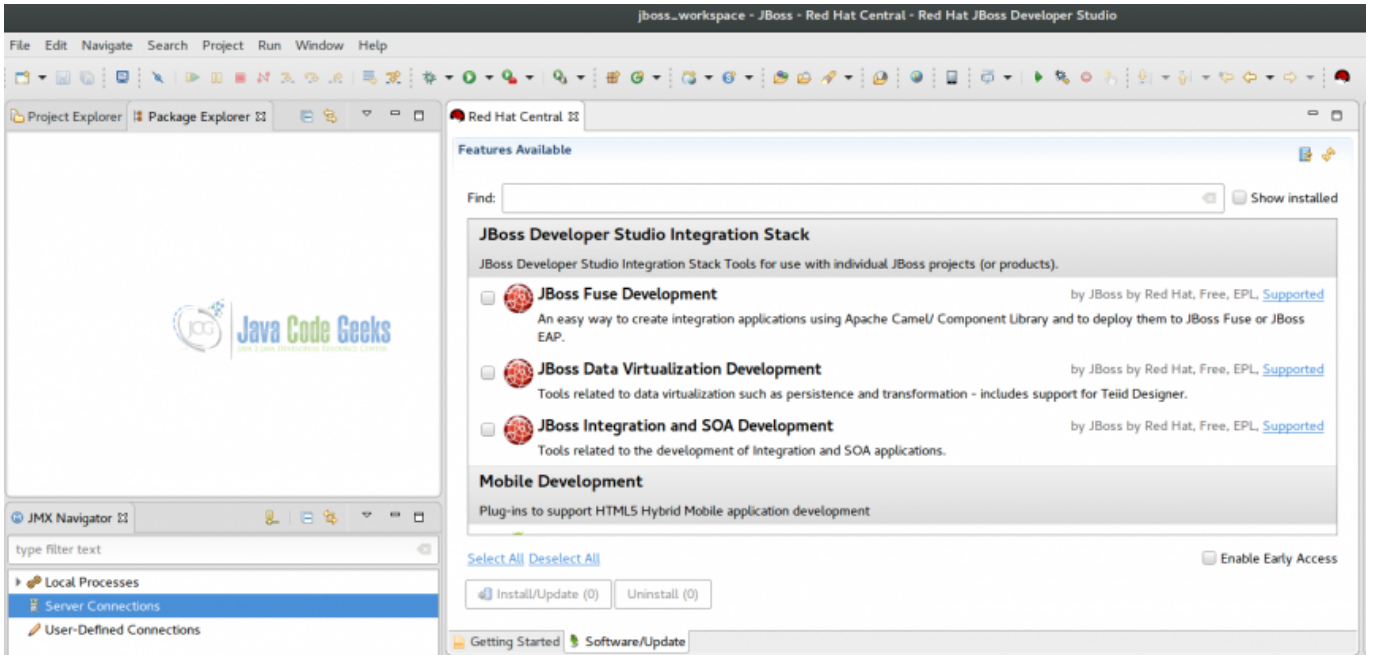 jboss_workspace - JBoss - Red Hat Central - Red Hat JBoss Developer Studio
File Edit Navigate Search Project Run Window Help
Project Explorer Package Explorer
Red Hat Central
Features Available
Find:
Show installed
JBoss Developer Studio Integration Stack
JBoss Developer Studio Integration Stack Tools for use with individual JBoss projects (or products).
JBoss Fuse Development by JBoss by Red Hat, Free, EPL, Supported
An easy way to create integration applications using Apache Camel/ Component Library and to deploy them to JBoss Fuse or JBoss
EAP.
JBoss Data Virtualization Development by JBoss by Red Hat, Free, EPL, Supported
Tools related to data virtualization such as persistence and transformation - includes support for Teiid Designer.
JBoss Integration and SOA Development by JBoss by Red Hat, Free, EPL, Supported
Tools related to the development of Integration and SOA applications.
Mobile Development
Plug-ins to support HTML5 Hybrid Mobile application development
Select All Deselect All
Enable Early Access
Install/Update (0) Uninstall (0)
Getting Started Software/Update
JCG
Java Code Geeks
JAVA 2 JAVA DEVELOPERS RESOURCE CENTER
JMX Navigator
type filter text
Local Processes
Server Connections
User-Defined Connections